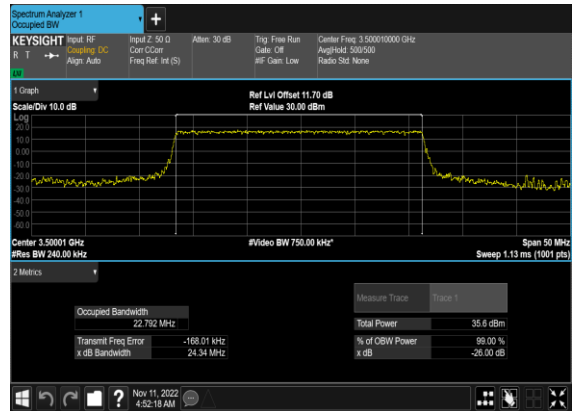 Spectrum Analyzer 1
Occupied BW
+
KEYSIGHT Input: RF Input Z: 50 Ω Atten: 30 dB Trig: Free Run Center Freq: 3.500010000 GHz
R T Coupling: DC Corr CCorr Gate: Off Avg|Hold: 500/500
Align: Auto Freq Ref: Int (S) #IF Gain: Low Radio Std: None
LW
1 Graph
Ref Lvl Offset 11.70 dB
Scale/Div 10.0 dB Ref Value 30.00 dBm
Log
20.0
10.0
0.00
-10.0
-20.0
-30.0
-40.0
-50.0
-60.0
Center 3.50001 GHz #Video BW 750.00 kHz* Span 50 MHz
#Res BW 240.00 kHz Sweep 1.13 ms (1001 pts)
2 Metrics
Measure Trace Trace 1
Occupied Bandwidth
22.792 MHz Total Power 35.6 dBm
Transmit Freq Error -168.01 kHz % of OBW Power 99.00 %
x dB Bandwidth 24.34 MHz x dB -26.00 dB
? Nov 11, 2022
4:52:18 AM